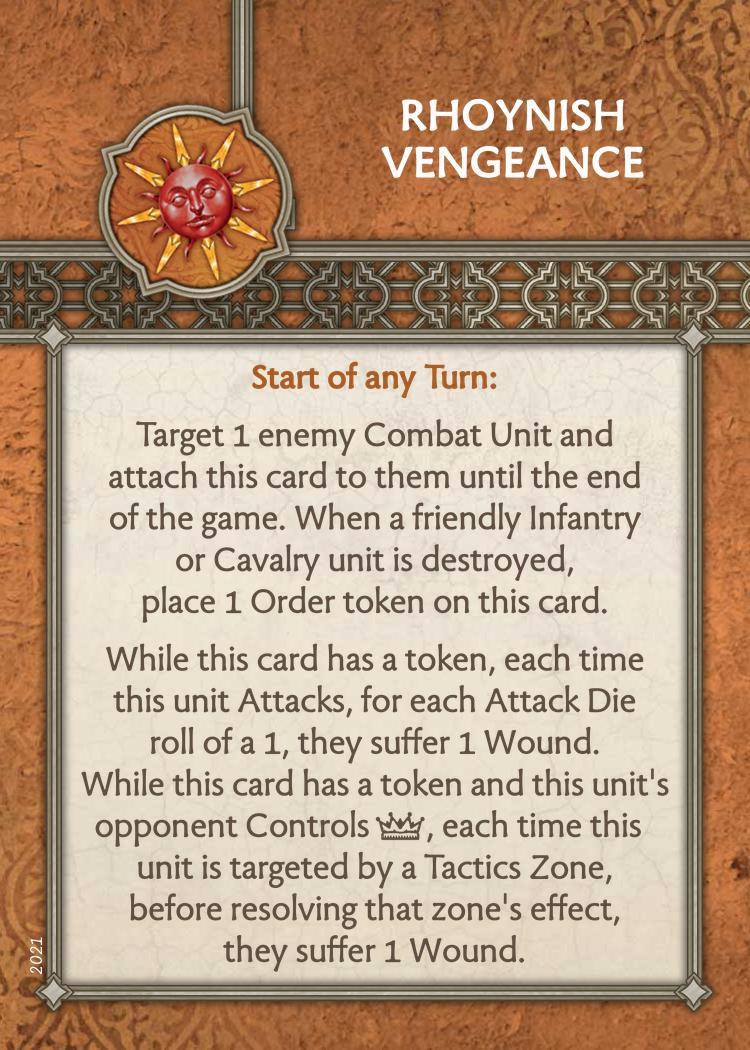 RHOYNISH
VENGEANCE
Start of any Turn:
Target 1 enemy Combat Unit and
attach this card to them until the end
of the game. When a friendly Infantry
or Cavalry unit is destroyed,
place 1 Order token on this card.
While this card has a token, each time
this unit Attacks, for each Attack Die
roll of a 1, they suffer 1 Wound.
While this card has a token and this unit's
opponent Controls , each time this
unit is targeted by a Tactics Zone,
before resolving that zone's effect,
they suffer 1 Wound.
2021